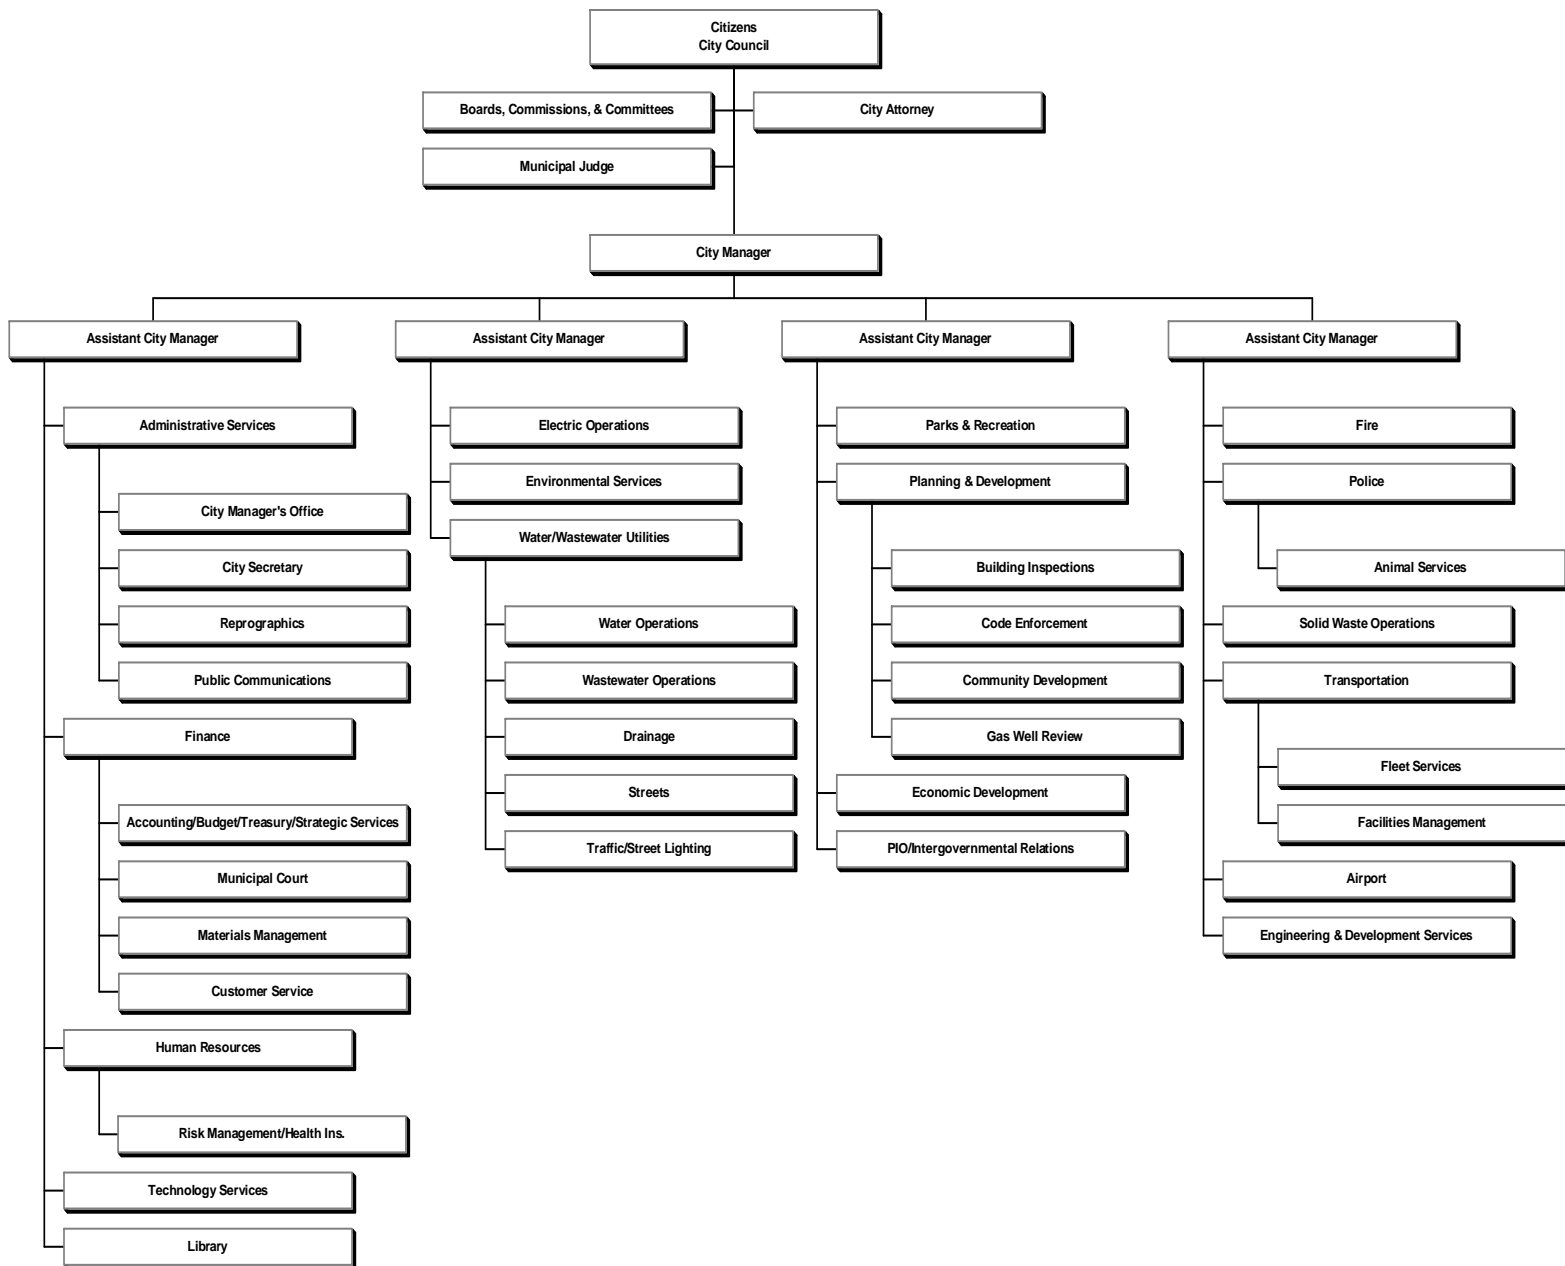 Citizens
City Council
Boards, Commissions, & Committees
City Attorney
Municipal Judge
City Manager
Assistant City Manager
Administrative Services
City Manager's Office
City Secretary
Reprographics
Public Communications
Finance
Accounting/Budget/Treasury/Strategic Services
Municipal Court
Materials Management
Customer Service
Human Resources
Risk Management/Health Ins.
Technology Services
Library
Assistant City Manager
Electric Operations
Environmental Services
Water/Wastewater Utilities
Water Operations
Wastewater Operations
Drainage
Streets
Traffic/Street Lighting
Assistant City Manager
Parks & Recreation
Planning & Development
Building Inspections
Code Enforcement
Community Development
Gas Well Review
Economic Development
PIO/Intergovernmental Relations
Assistant City Manager
Fire
Police
Animal Services
Solid Waste Operations
Transportation
Fleet Services
Facilities Management
Airport
Engineering & Development Services